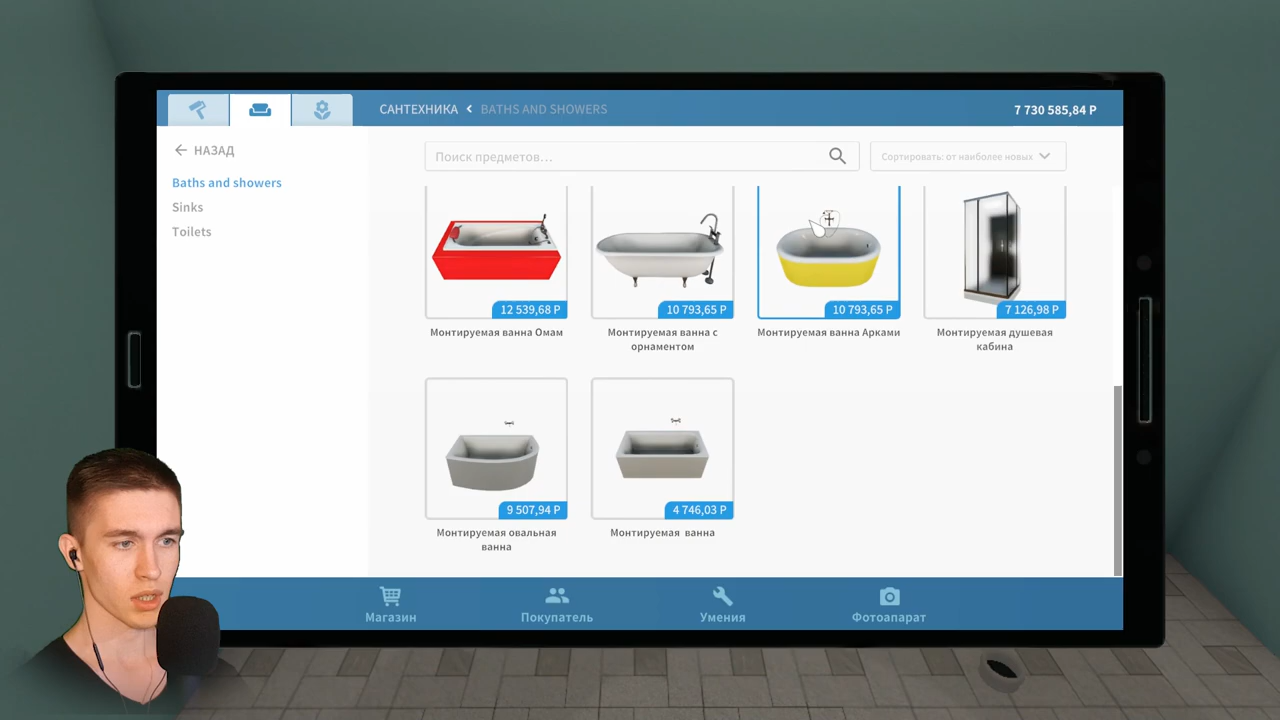 САНТЕХНИКА BATHS AND SHOWERS
7 730 585,84 Р
НАЗАД
Поиск предметов...
Сортировать: от наиболее новых
Baths and showers
Sinks
Toilets
12 539,68 Р
10 793,65 Р
10 793,65 Р
7 126,98 Р
Монтируемая ванна Омам
Монтируемая ванна с
орнаментом
Монтируемая ванна Арками
Монтируемая душевая
кабина
9 507,94 Р
4 746,03 Р
Монтируемая овальная
ванна
Монтируемая ванна
Магазин
Покупатель
Умения
Фотоаппарат